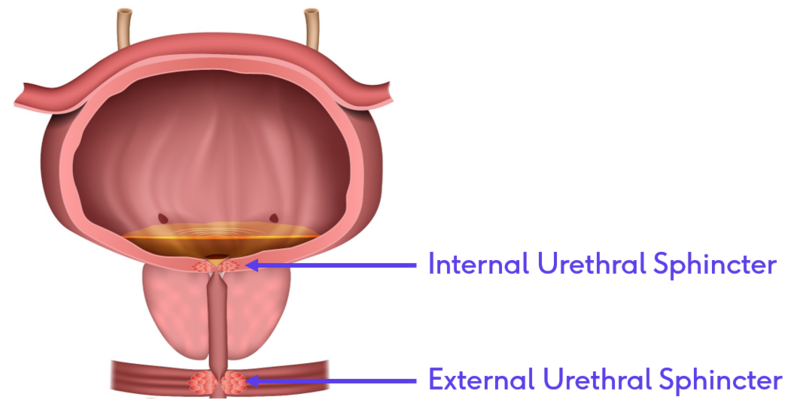 Internal Urethral Sphincter
External Urethral Sphincter